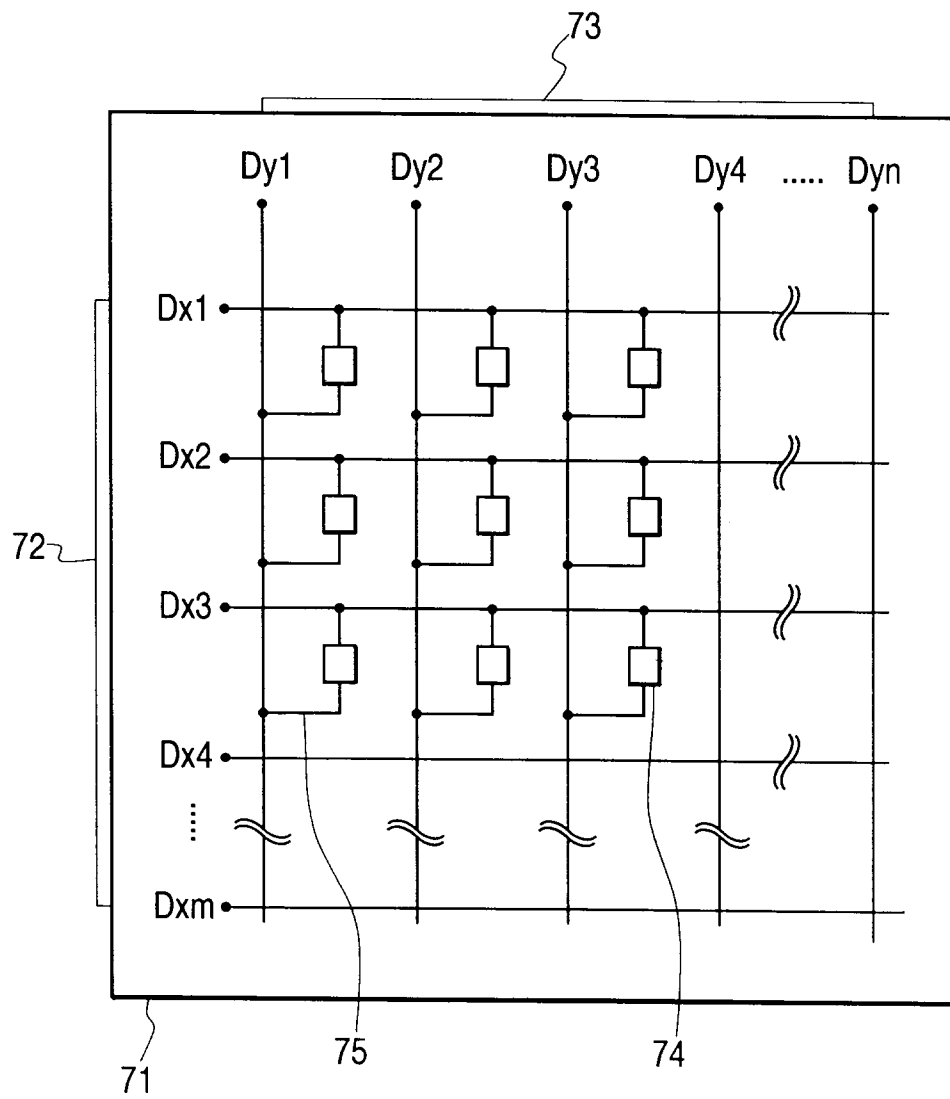 73
Dy1 Dy2 Dy3 Dy4 ..... Dyn
Dx1
Dx2
72
Dx3
Dx4
......
Dxm
75
74
71